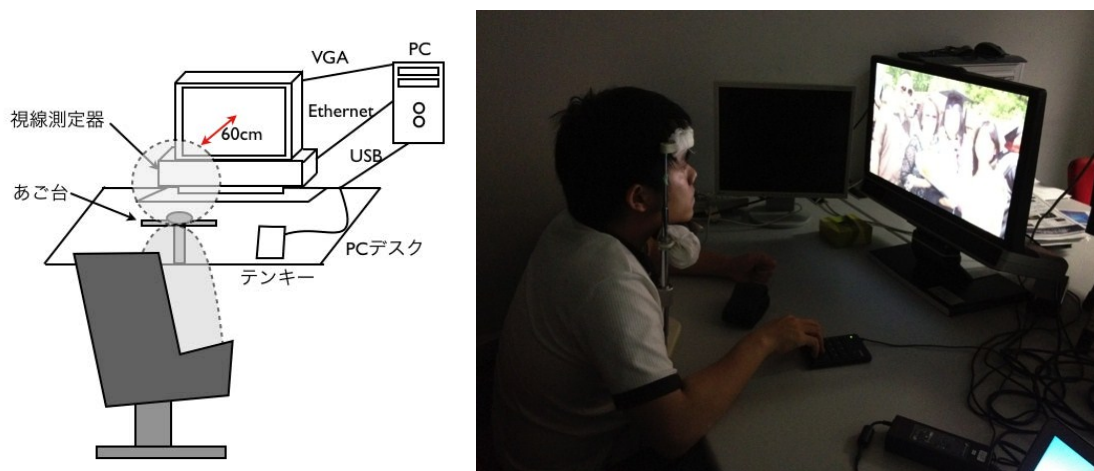 VGA
PC
Ethernet
視線測定器
60cm
USB
あご台
PCデスク
テンキー